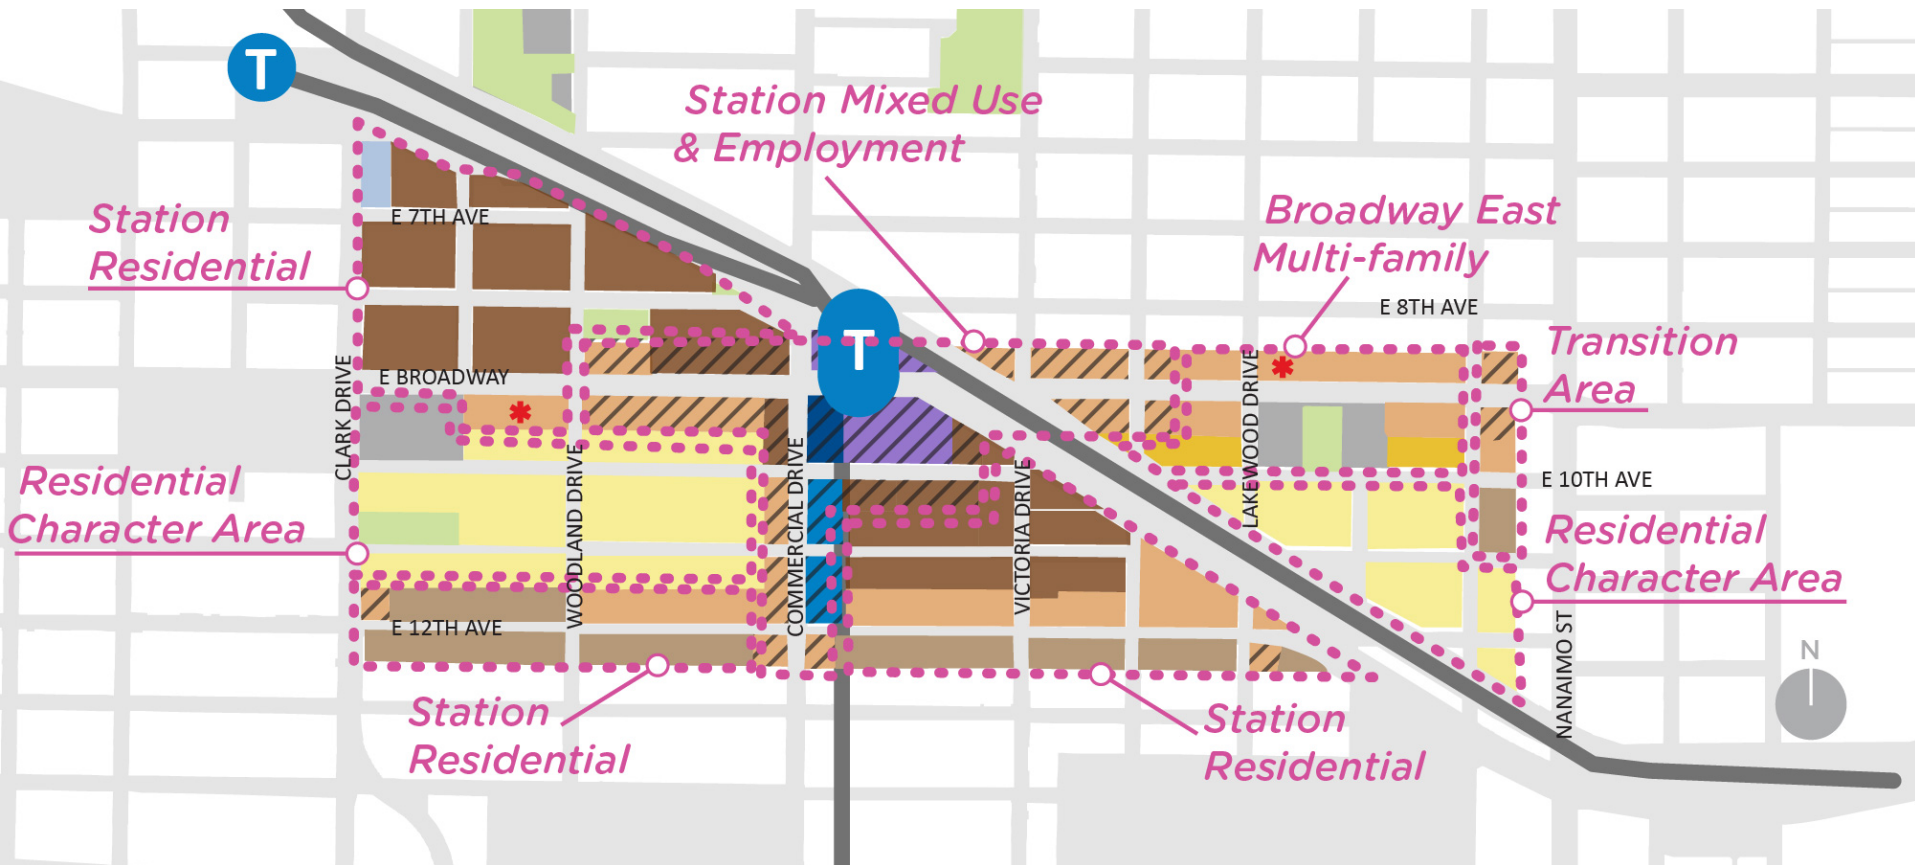 T
Station Mixed Use
& Employment
Station
Residential
E 7TH AVE
Broadway East
Multi-family
E 8TH AVE
T
Transition
Area
E BROADWAY
*
*
CLARK DRIVE
WOODLAND DRIVE
COMMERCIAL DRIVE
VICTORIA DRIVE
LAKEWOOD DRIVE
NANAIMO ST
E 10TH AVE
Residential
Character Area
Residential
Character Area
E 12TH AVE
Station
Residential
Station
Residential
N